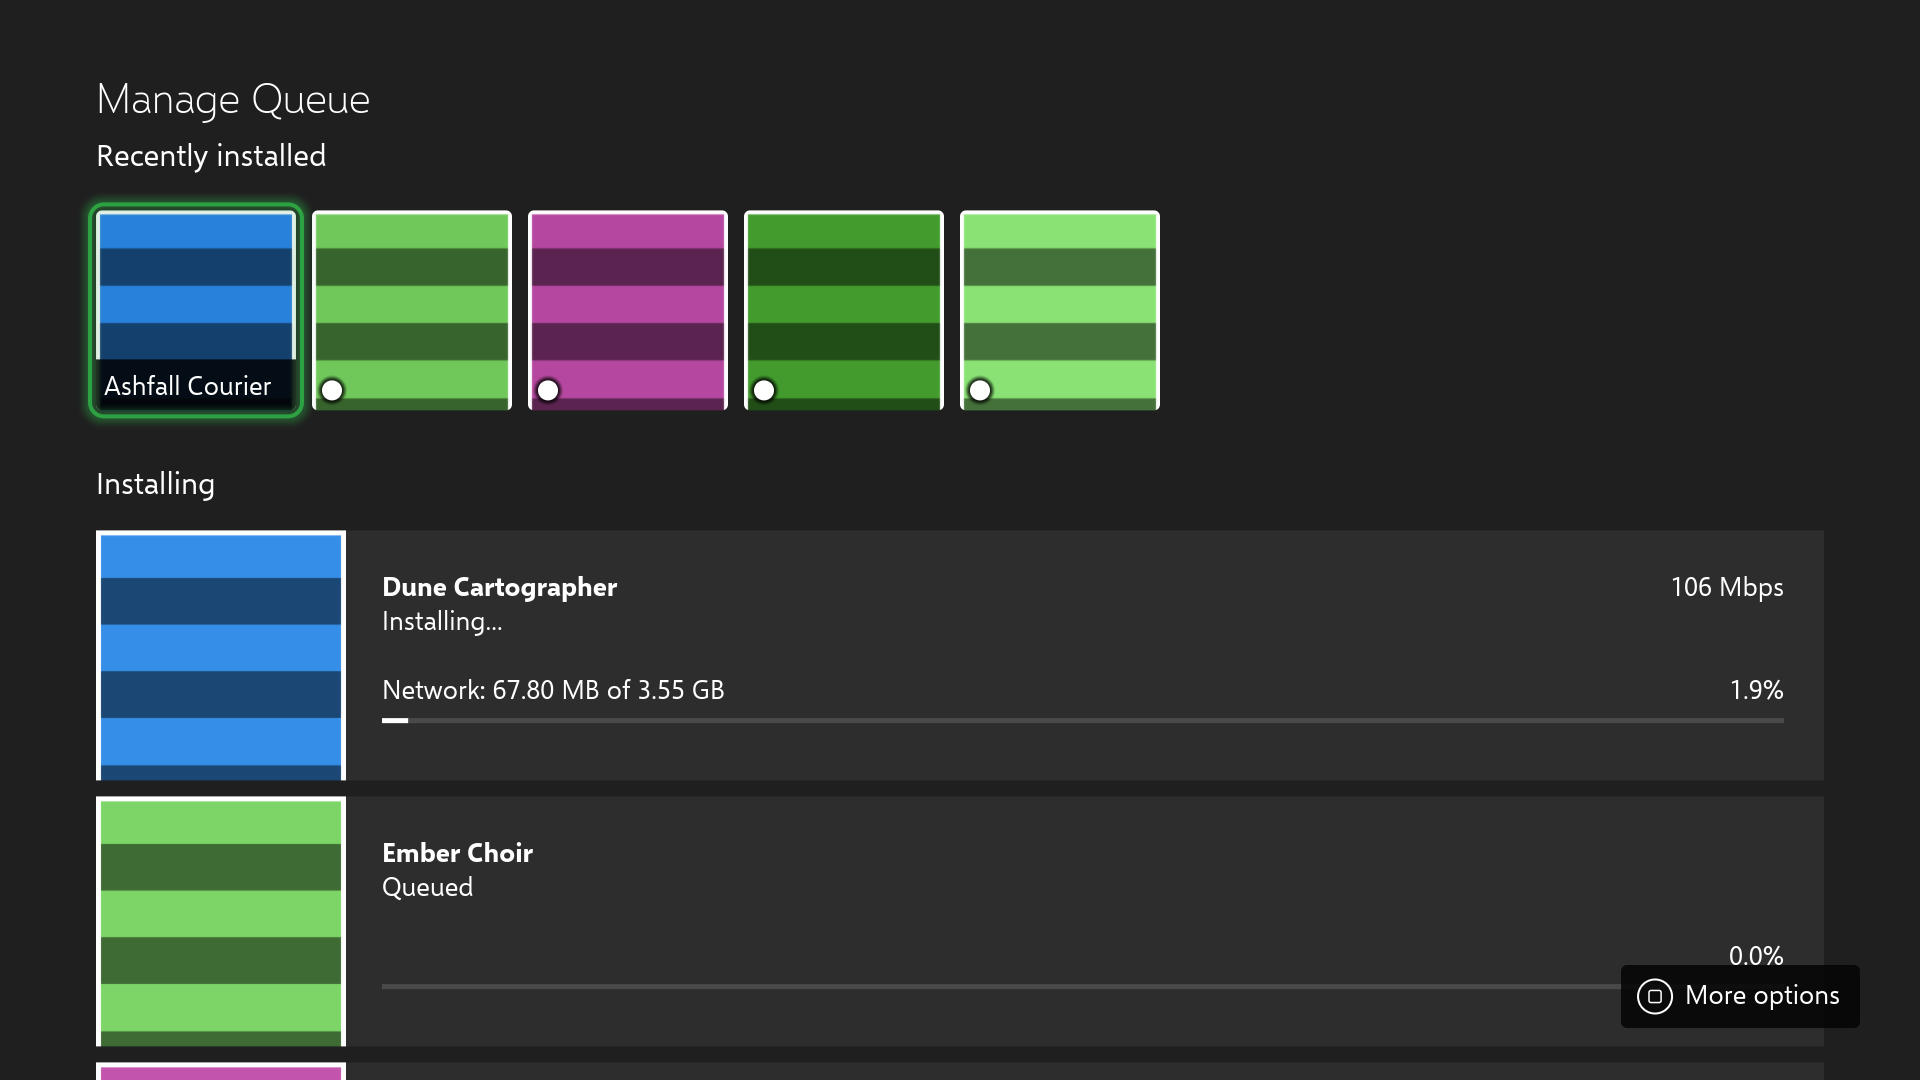 Manage Queue
Recently installed
Ashfall Courier
Installing
Dune Cartographer
106 Mbps
Installing...
Network: 67.80 MB of 3.55 GB
1.9%
Ember Choir
Queued
0.0%
More options